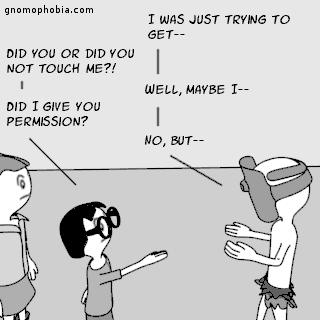 gnomophobia.com
I WAS JUST TRYING TO
GET--
DID YOU OR DID YOU
NOT TOUCH ME?!
WELL, MAYBE I--
DID I GIVE YOU
PERMISSION?
NO, BUT--